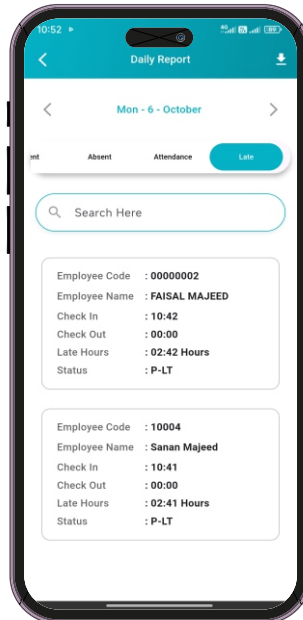 10:52
Daily Report
Mon - 6 - October
Absent Attendance Late
Search Here
Employee Code : 00000002
Employee Name : FAISAL MAJEED
Check In : 10:42
Check Out : 00:00
Late Hours : 02:42 Hours
Status : P-LT
Employee Code : 10004
Employee Name : Sanan Majeed
Check In : 10:41
Check Out : 00:00
Late Hours : 02:41 Hours
Status : P-LT